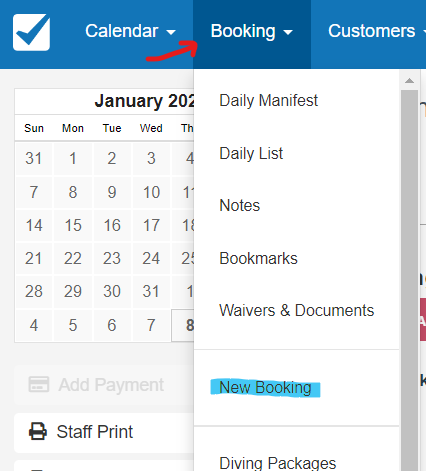 Calendar Booking Customers
January 202
Sun Mon Tue Wed Th
31 1 2 3 4
7 8 9 10 11
14 15 16 17 18
21 22 23 24 25
28 29 30 31 1
4 5 6 7 8
Add Payment
Staff Print
Daily Manifest
Daily List
Notes
Bookmarks
Waivers & Documents
New Booking
Diving Packages